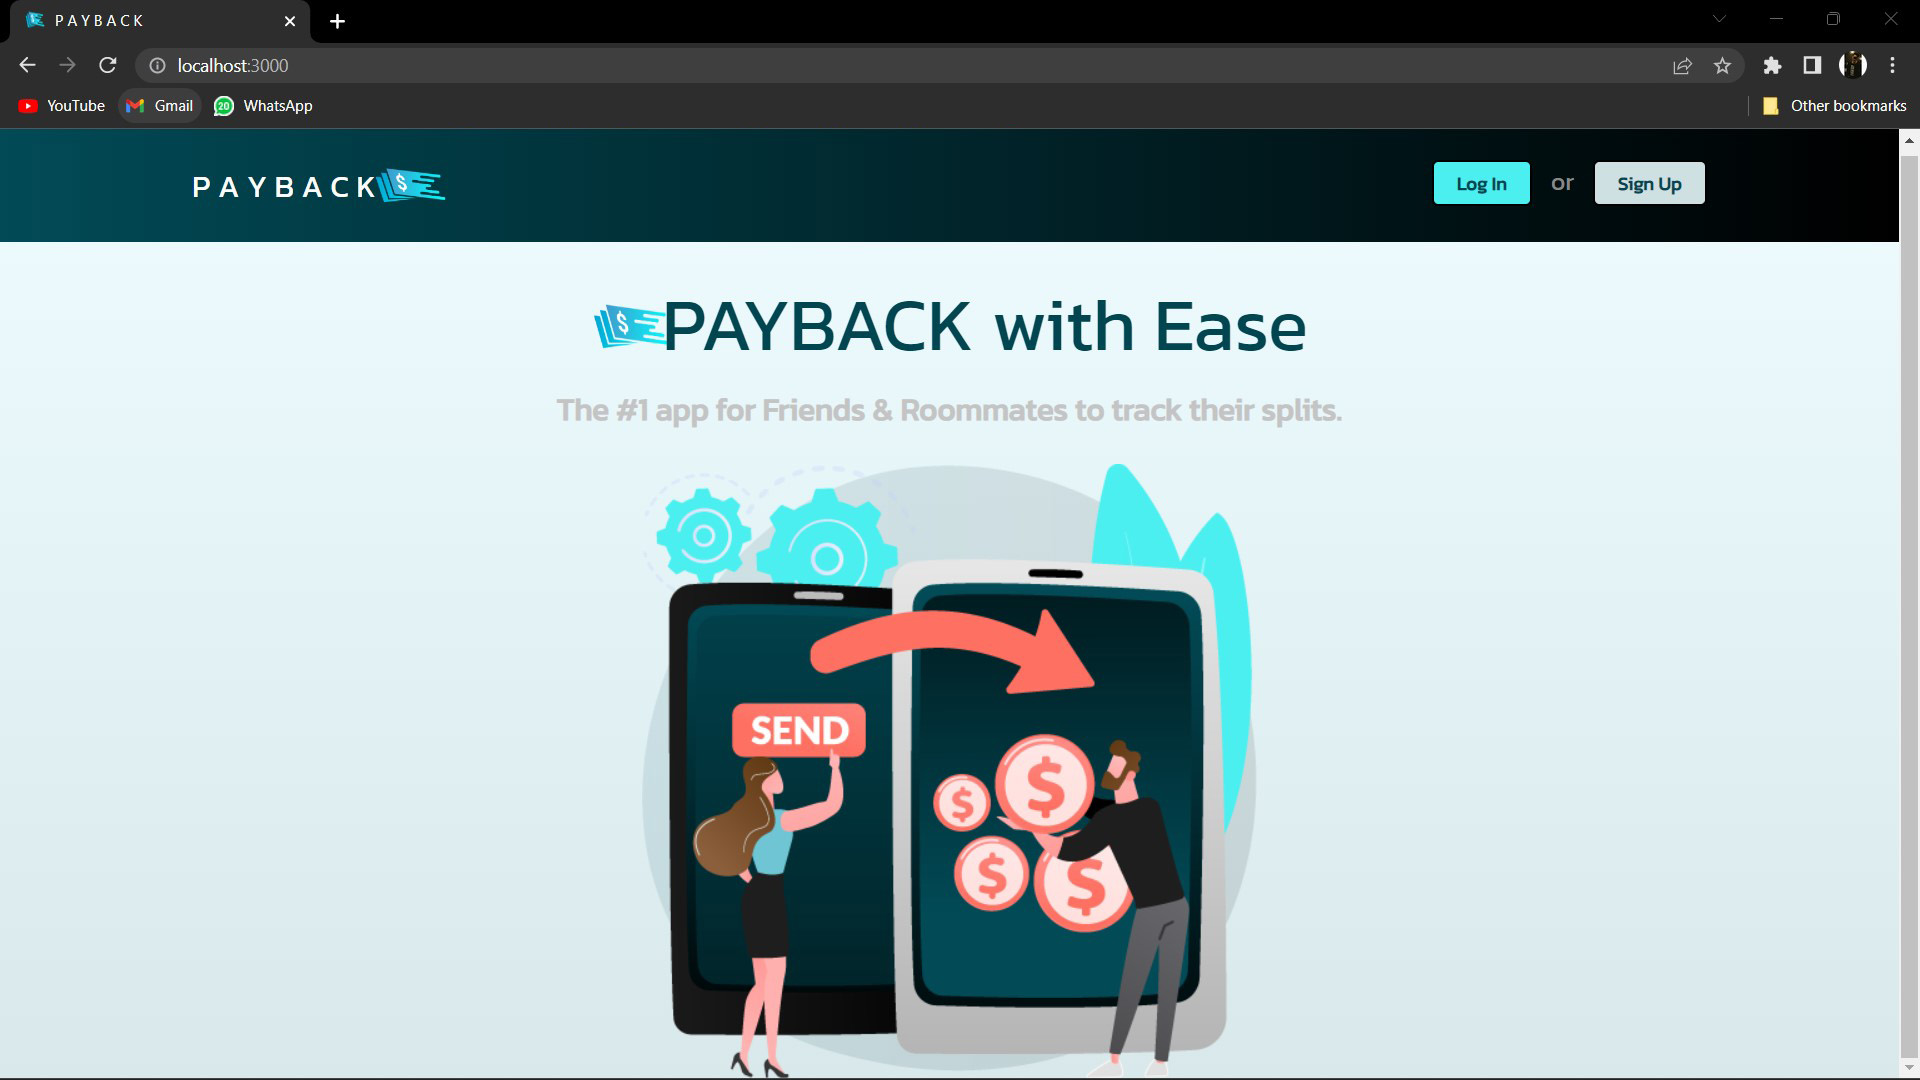 PAYBACK
localhost:3000
YouTube
Gmail
20
WhatsApp
Other bookmarks
PAYBACK
$
Log In
or
Sign Up
$
PAYBACK with Ease
The #1 app for Friends & Roommates to track their splits.
SEND
$
$
$
$